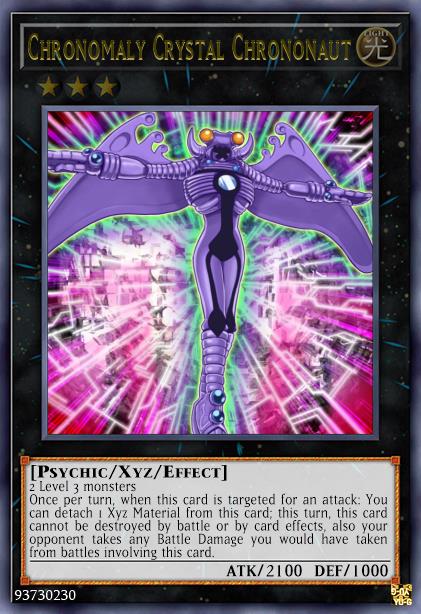 Chronomaly Crystal Chrononaut
LIGHT
光
[Psychic/Xyz/Effect]
2 Level 3 monsters
Once per turn, when this card is targeted for an attack: You
can detach 1 Xyz Material from this card; this turn, this card
cannot be destroyed by battle or by card effects, also your
opponent takes any Battle Damage you would have taken
from battles involving this card.
ATK/2100 DEF/1000
93730230